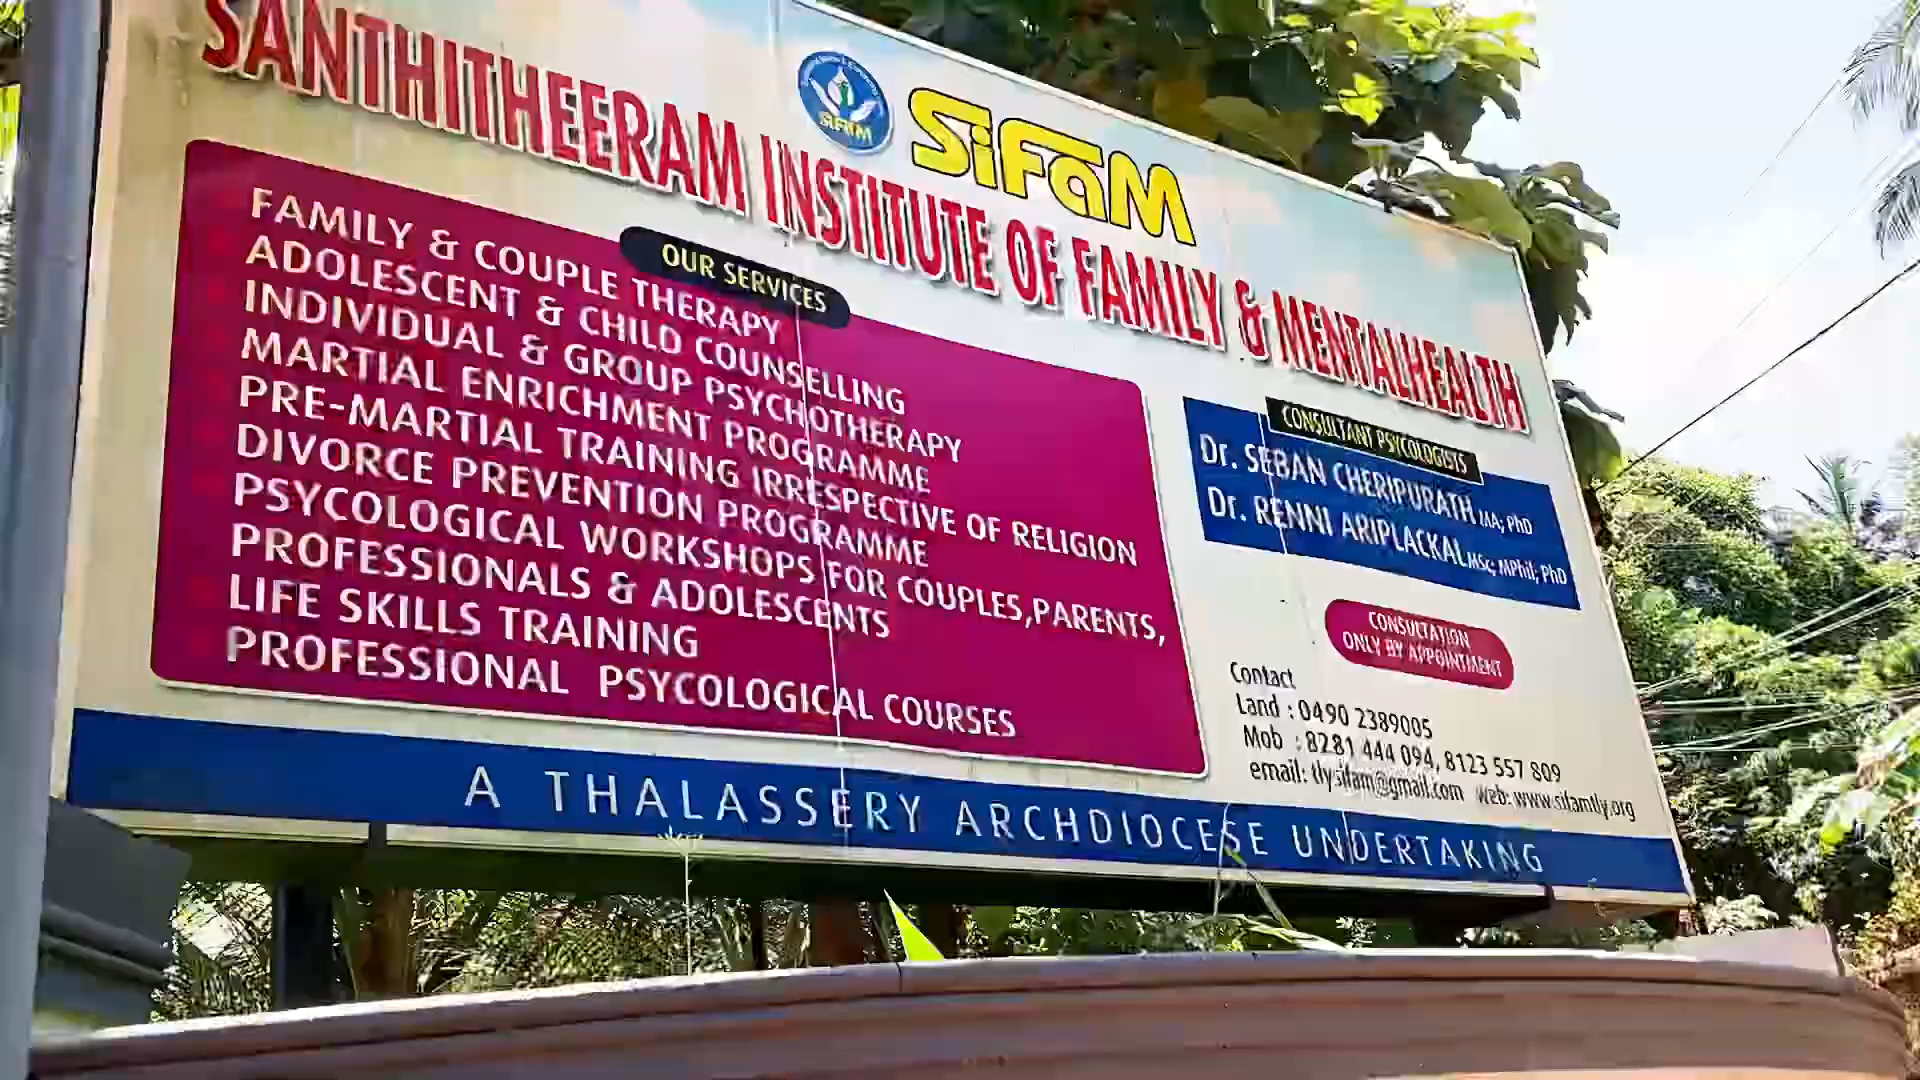 SiFaM
SiFaM
SANTHITHEERAM INSTITUTE OF FAMILY & MENTALHEALTH
OUR SERVICES
FAMILY & COUPLE THERAPY
ADOLESCENT & CHILD COUNSELLING
INDIVIDUAL & GROUP PSYCHOTHERAPY
MARTIAL ENRICHMENT PROGRAMME
PRE-MARTIAL TRAINING IRRESPECTIVE OF RELIGION
DIVORCE PREVENTION PROGRAMME
PSYCOLOGICAL WORKSHOPS FOR COUPLES,PARENTS,
PROFESSIONALS & ADOLESCENTS
LIFE SKILLS TRAINING
PROFESSIONAL PSYCOLOGICAL COURSES
CONSULTANT PSYCOLOGISTS
Dr. SEBAN CHERIPURATH MA; PhD
Dr. RENNI ARIPLACKAL MSc; MPhil; PhD
CONSULTATION
ONLY BY APPOINTMENT
Contact
Land : 0490 2389005
Mob : 8281 444 094, 8123 557 809
email: tlysifam@gmail.com web: www.sifamtly.org
A THALASSERY ARCHDIOCESE UNDERTAKING